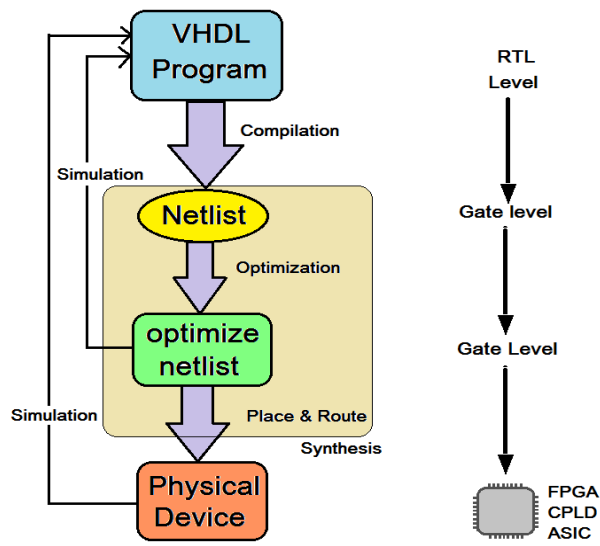 VHDL
Program
Compilation
Simulation
Netlist
Optimization
optimize
netlist
Simulation
Place & Route
Synthesis
Physical
Device
RTL
Level
Gate level
Gate Level
FPGA
CPLD
ASIC